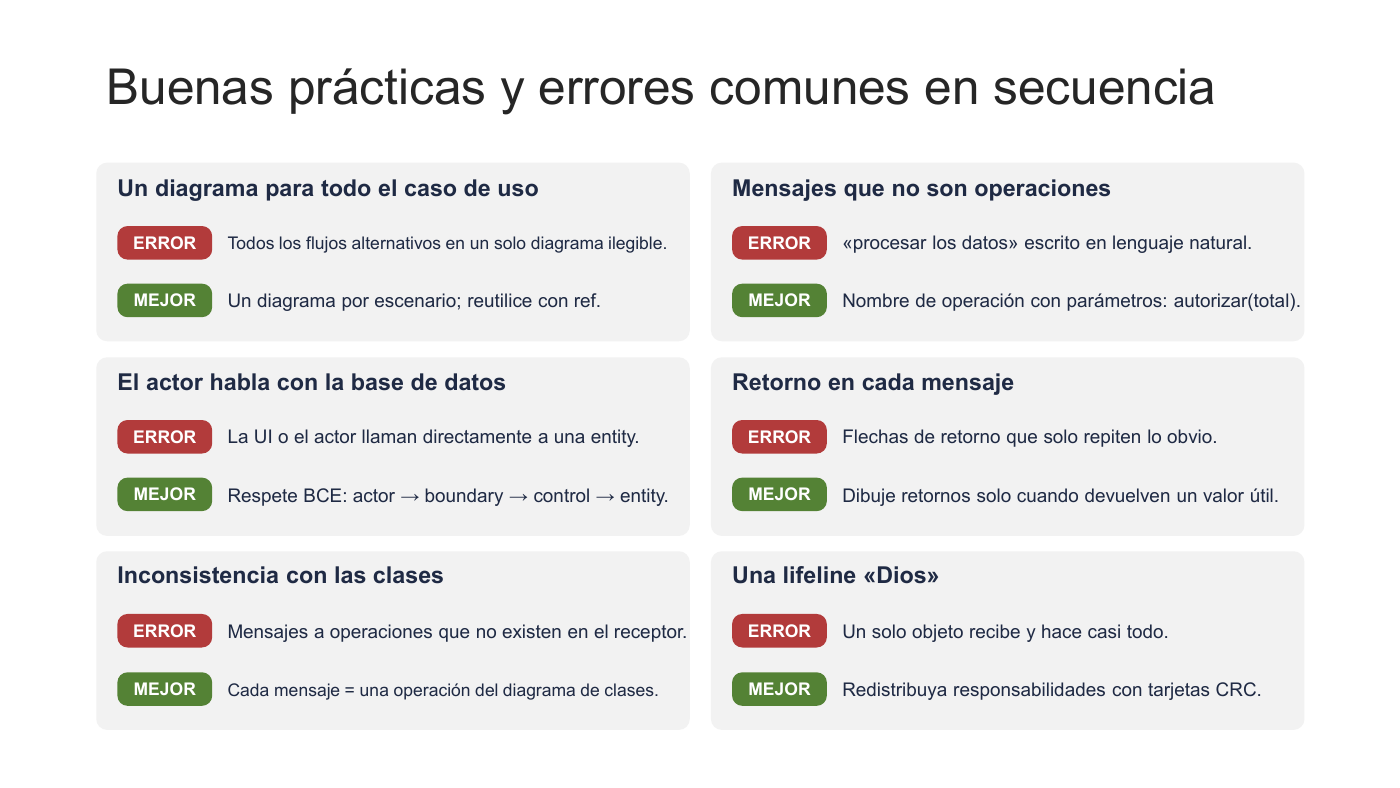 Buenas prácticas y errores comunes en secuencia
Un diagrama para todo el caso de uso
ERROR Todos los flujos alternativos en un solo diagrama ilegible.
MEJOR Un diagrama por escenario; reutilice con ref.
Mensajes que no son operaciones
ERROR «procesar los datos» escrito en lenguaje natural.
MEJOR Nombre de operación con parámetros: autorizar(total).
El actor habla con la base de datos
ERROR La UI o el actor llaman directamente a una entity.
MEJOR Respete BCE: actor → boundary → control → entity.
Retorno en cada mensaje
ERROR Flechas de retorno que solo repiten lo obvio.
MEJOR Dibuje retornos solo cuando devuelven un valor útil.
Inconsistencia con las clases
ERROR Mensajes a operaciones que no existen en el receptor.
MEJOR Cada mensaje = una operación del diagrama de clases.
Una lifeline «Dios»
ERROR Un solo objeto recibe y hace casi todo.
MEJOR Redistribuya responsabilidades con tarjetas CRC.